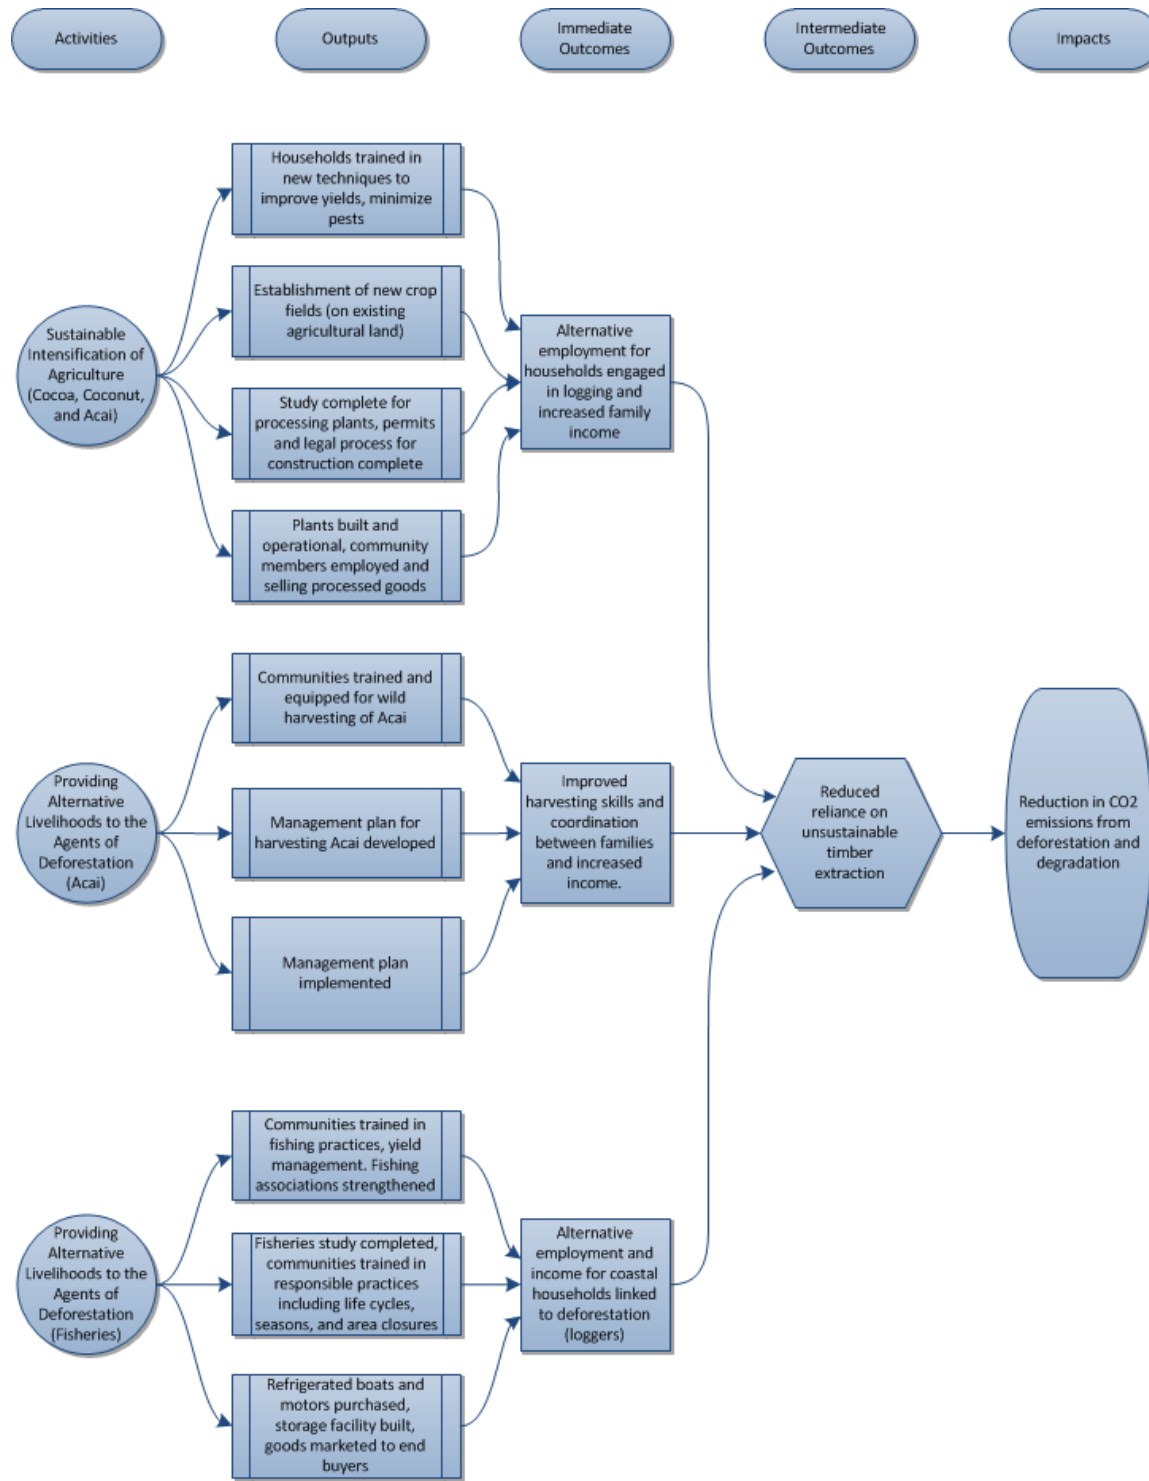 Activities
Outputs
Immediate
Outcomes
Intermediate
Outcomes
Impacts
Households trained in
new techniques to
improve yields, minimize
pests
Establishment of new crop
fields (on existing
agricultural land)
Sustainable
Intensification of
Agriculture
(Cocoa, Coconut,
and Acai)
Alternative
employment for
households engaged
in logging and
increased family
income
Study complete for
processing plants, permits
and legal process for
construction complete
Plants built and
operational, community
members employed and
selling processed goods
Communities trained and
equipped for wild
harvesting of Acai
Providing
Alternative
Livelihoods to the
Agents of
Deforestation
(Acai)
Management plan for
harvesting Acai developed
Improved
harvesting skills and
coordination
between families
and increased
income.
Reduced
reliance on
unsustainable
timber
extraction
Reduction in CO2
emissions from
deforestation and
degradation
Management plan
implemented
Communities trained in
fishing practices, yield
management. Fishing
associations strengthened
Providing
Alternative
Livelihoods to the
Agents of
Deforestation
(Fisheries)
Fisheries study completed,
communities trained in
responsible practices
including life cycles,
seasons, and area closures
Alternative
employment and
income for coastal
households linked
to deforestation
(loggers)
Refrigerated boats and
motors purchased,
storage facility built,
goods marketed to end
buyers